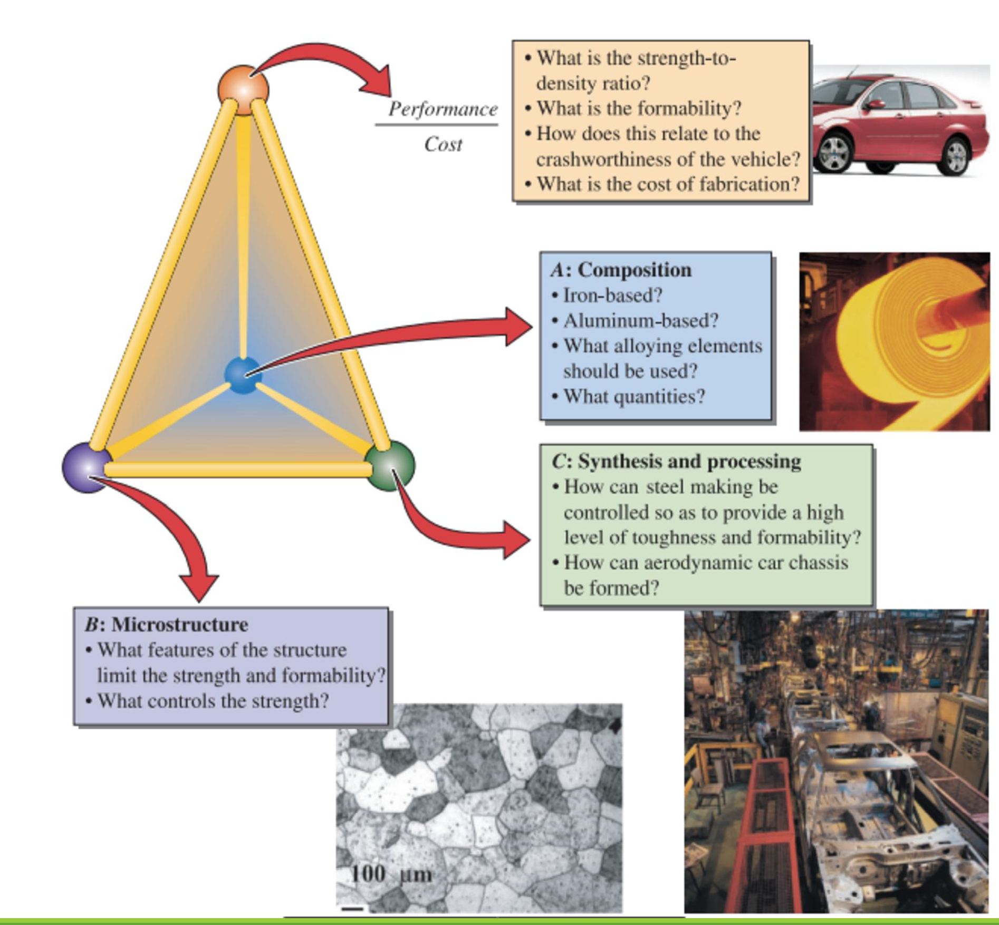 Performance
Cost
• What is the strength-to-
density ratio?
• What is the formability?
• How does this relate to the
crashworthiness of the vehicle?
• What is the cost of fabrication?
A: Composition
• Iron-based?
• Aluminum-based?
• What alloying elements
should be used?
• What quantities?
C: Synthesis and processing
• How can steel making be
controlled so as to provide a high
level of toughness and formability?
• How can aerodynamic car chassis
be formed?
B: Microstructure
• What features of the structure
limit the strength and formability?
• What controls the strength?
100 μm